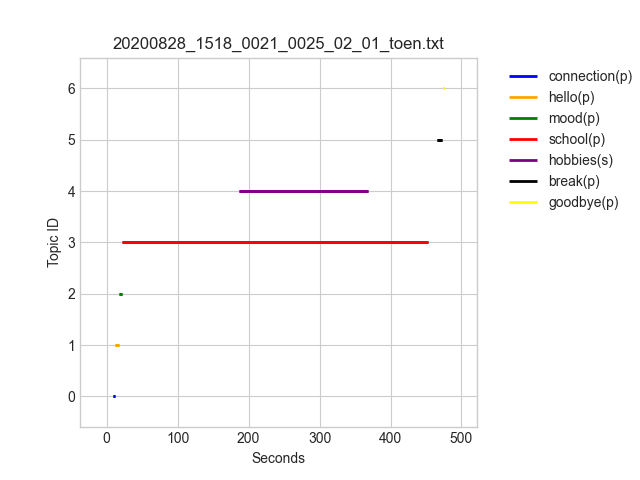 20200828_1518_0021_0025_02_01_toen.txt
connection(p)
hello(p)
mood(p)
school(p)
hobbies(s)
break(p)
goodbye(p)
Topic ID
6
5
4
3
2
1
0
0 100 200 300 400 500
Seconds